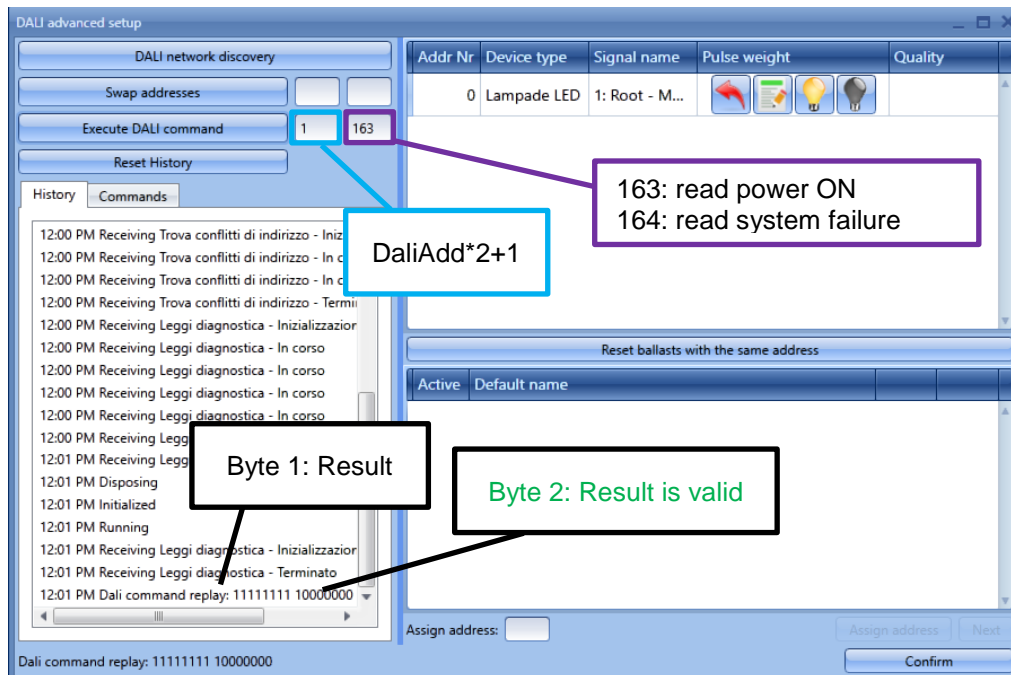 DALI advanced setup
DALI network discovery
Swap addresses
Execute DALI command 1 163
Reset History
History Commands
12:00 PM Receiving Trova conflitti di indirizzo - Iniz
12:00 PM Receiving Trova conflitti di indirizzo - In c
12:00 PM Receiving Trova conflitti di indirizzo - In c
12:00 PM Receiving Trova conflitti di indirizzo - Termi
12:00 PM Receiving Leggi diagnostica - Inizializzazior
12:00 PM Receiving Leggi diagnostica - In corso
12:00 PM Receiving Leggi diagnostica - In corso
12:00 PM Receiving Leggi diagnostica - In corso
12:00 PM Receiving Leggi diagnostica - In corso
12:00 PM Receiving Legg
12:01 PM Receiving Legg
12:01 PM Disposing
12:01 PM Initialized
12:01 PM Running
12:01 PM Receiving Leggi diagnostica - Inizializzazior
12:01 PM Receiving Leggi diagnostica - Terminato
12:01 PM Dali command replay: 11111111 10000000
Dali command replay: 11111111 10000000
Addr Nr Device type Signal name Pulse weight Quality
0 Lampade LED 1: Root - M...
163: read power ON
164: read system failure
DaliAdd*2+1
Reset ballasts with the same address
Active Default name
Byte 1: Result
Byte 2: Result is valid
Assign address:
Assign address Next
Confirm